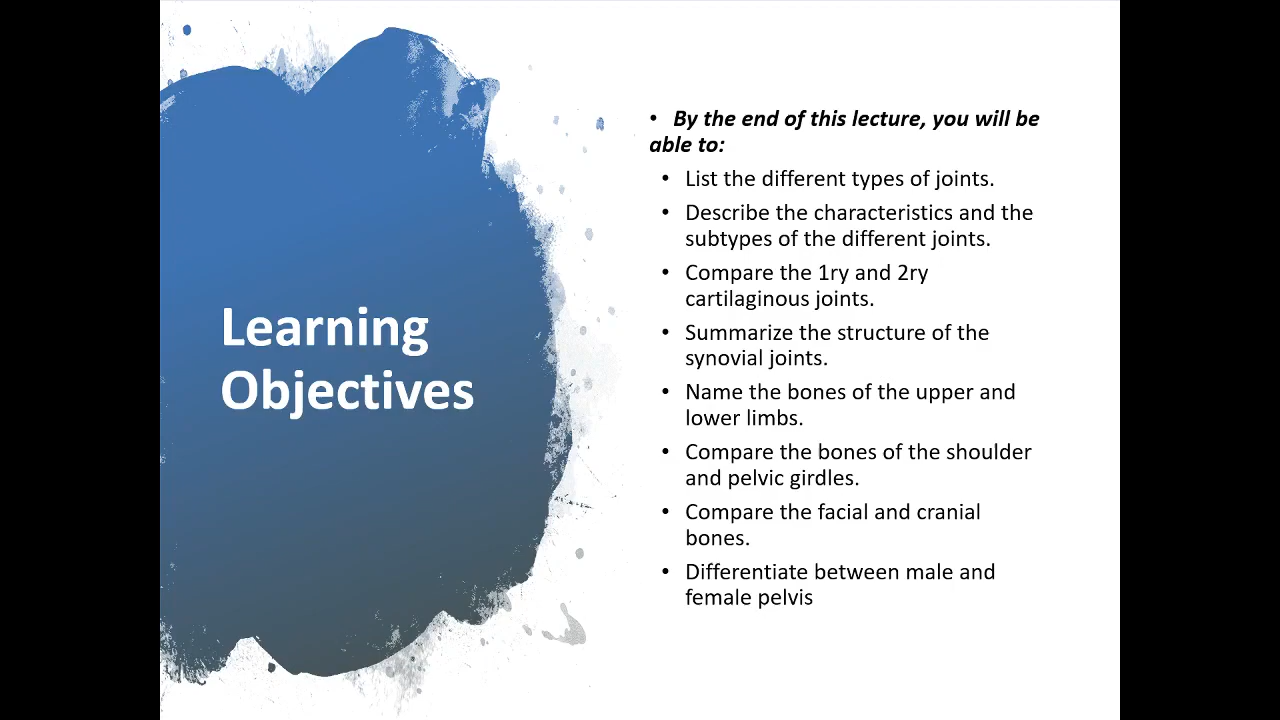 Learning
Objectives
• By the end of this lecture, you will be
able to:
• List the different types of joints.
• Describe the characteristics and the
subtypes of the different joints.
• Compare the 1ry and 2ry
cartilaginous joints.
• Summarize the structure of the
synovial joints.
• Name the bones of the upper and
lower limbs.
• Compare the bones of the shoulder
and pelvic girdles.
• Compare the facial and cranial
bones.
• Differentiate between male and
female pelvis